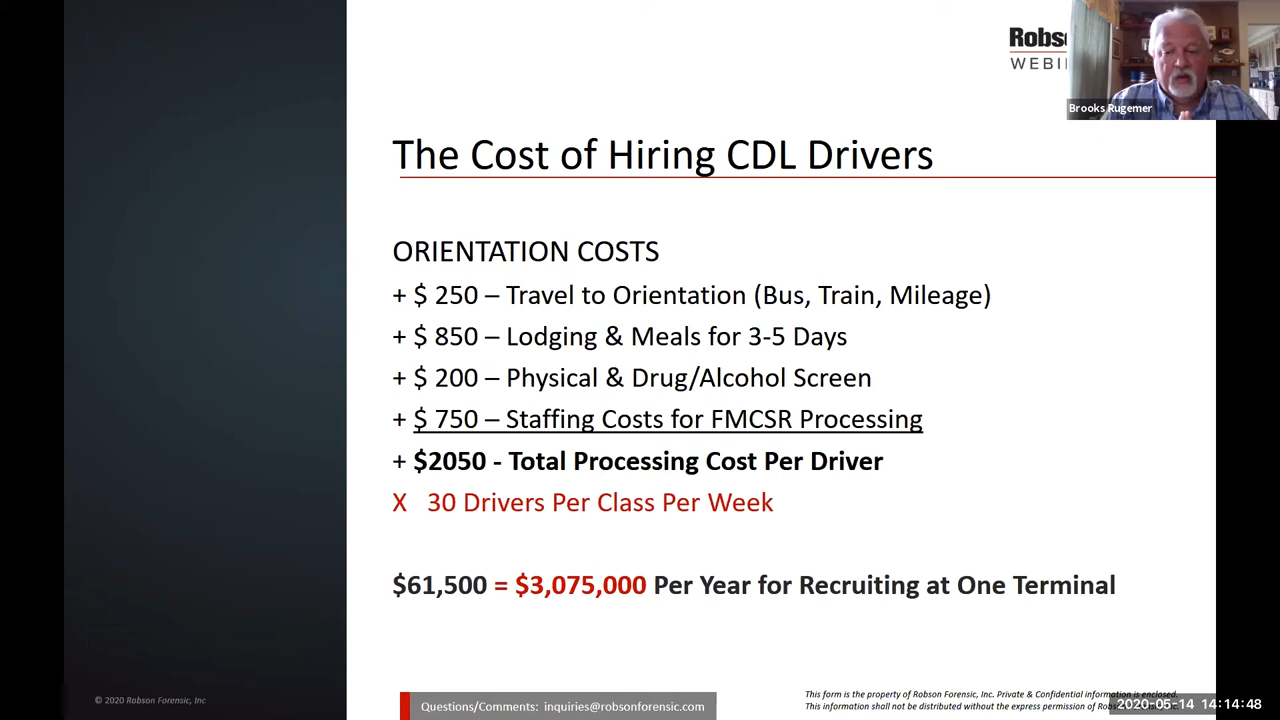 Robs
WEBI
Brooks Rugemer
The Cost of Hiring CDL Drivers
ORIENTATION COSTS
+ $ 250 – Travel to Orientation (Bus, Train, Mileage)
+ $ 850 – Lodging & Meals for 3-5 Days
+ $ 200 – Physical & Drug/Alcohol Screen
+ $ 750 – Staffing Costs for FMCSR Processing
+ $2050 - Total Processing Cost Per Driver
X 30 Drivers Per Class Per Week
$61,500 = $3,075,000 Per Year for Recruiting at One Terminal
© 2020 Robson Forensic, Inc
Questions/Comments: inquiries@robsonforensic.com
This form is the property of Robson Forensic, Inc. Private & Confidential information is enclosed.
This information shall not be distributed without the express permission of
2020-05-14 14:14:48